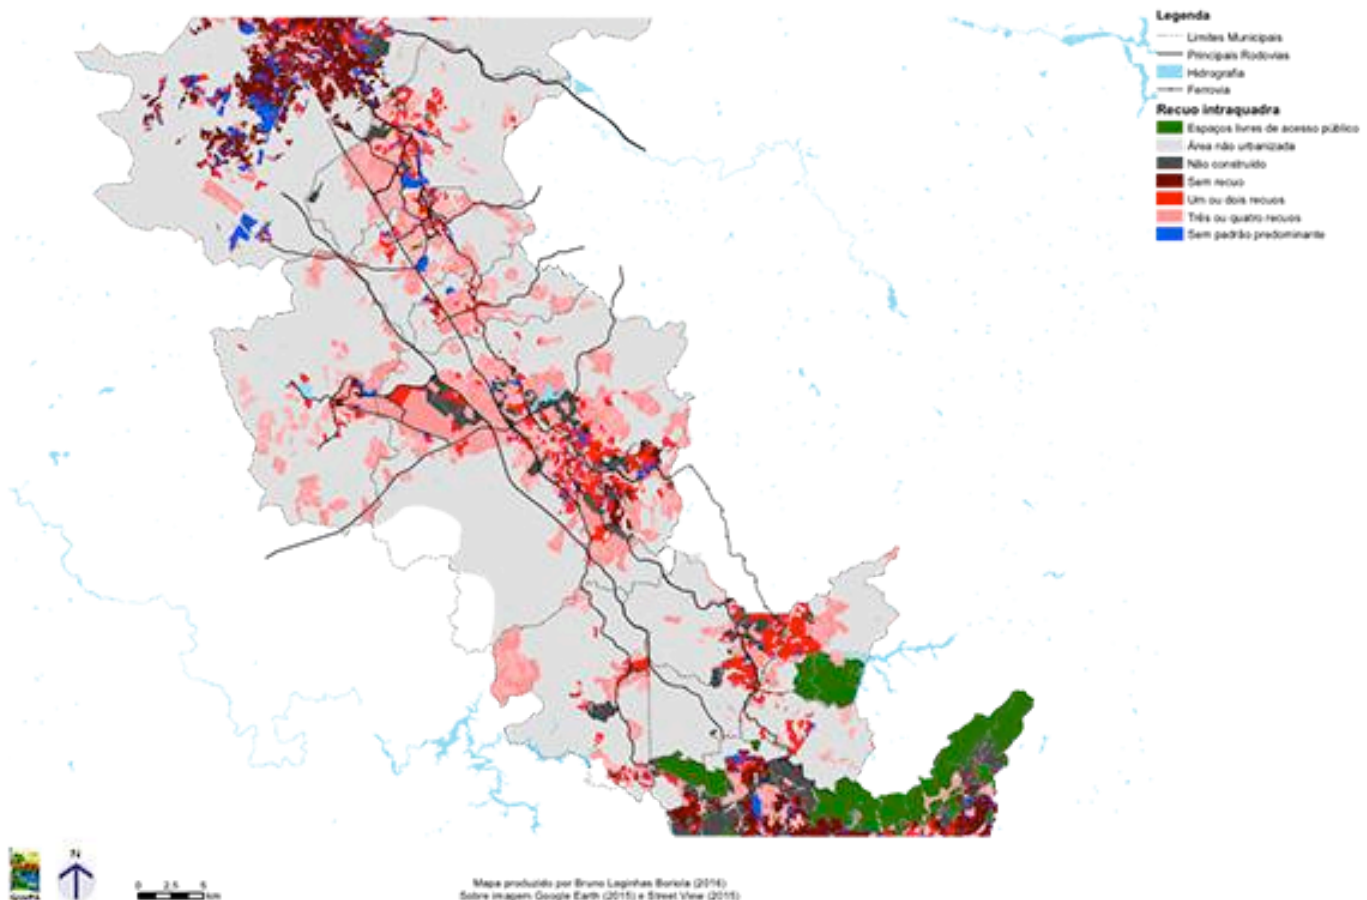 Legenda
Limites Municipais
Principais Rodovias
Hidrografia
Ferrovia
Recuo intraquadra
Espaços livres de acesso público
Área não urbanizada
Não construído
Sem recuo
Um ou dois recuos
Três ou quatro recuos
Sem padrão predominante
N
0 2,5 5
km
Mapa produzido por Bruno Laginhas Boriola (2016)
Sobre imagem Google Earth (2015) e Street View (2015)